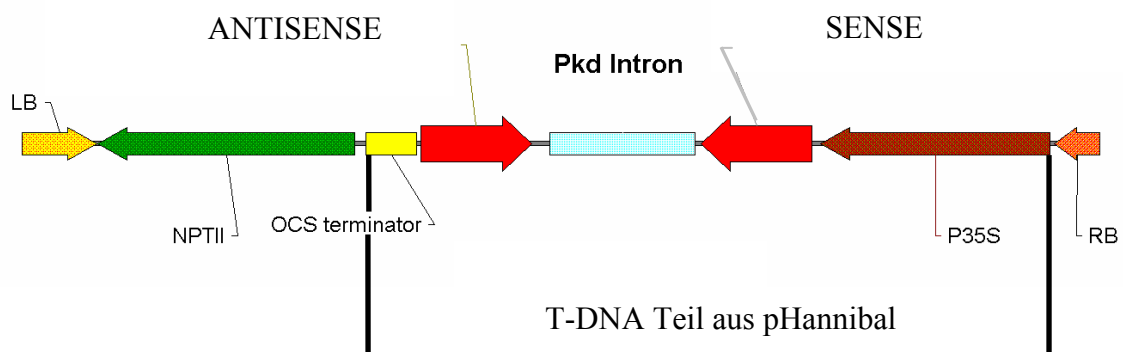 ANTISENSE
SENSE
Pkd Intron
LB
NPTII
OCS terminator
P35S
RB
T-DNA Teil aus pHannibal